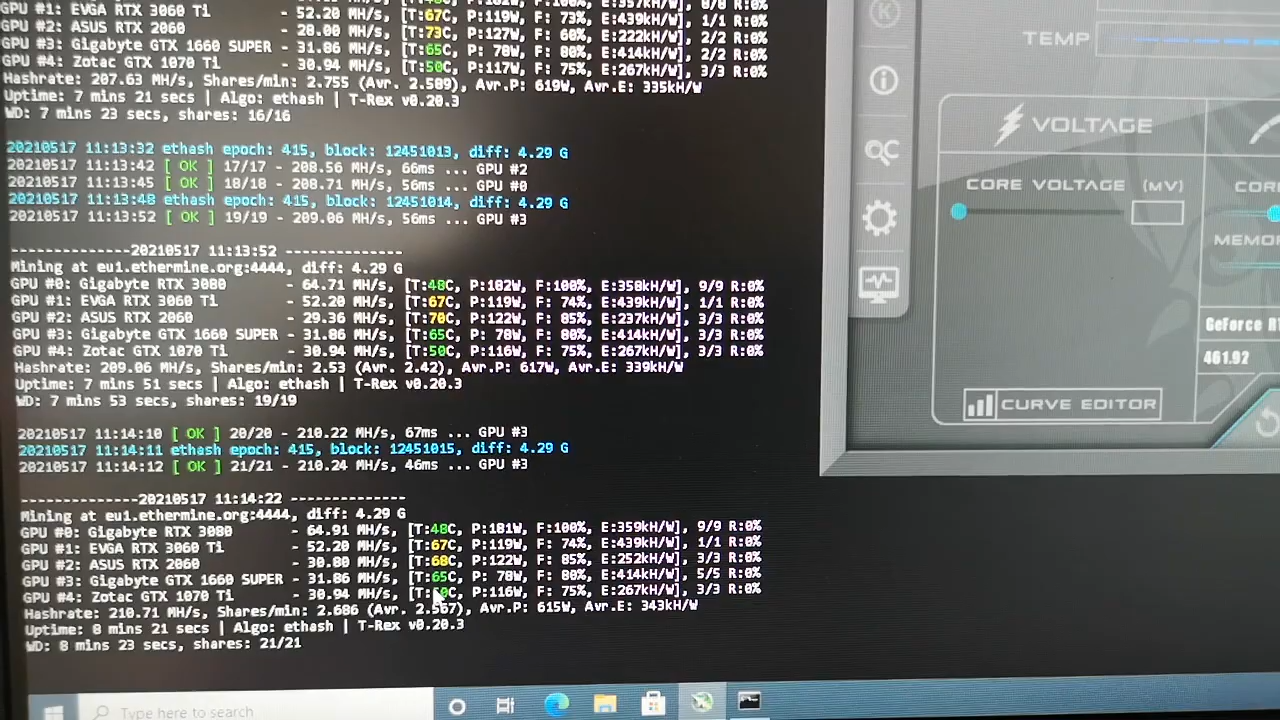 GPU #1: EVGA RTX 3060 Ti - 52.20 MH/s, [T:67C, P:119W, F: 73%, E:439kH/W], 1/1 R:0%
GPU #2: ASUS RTX 2060 - 28.00 MH/s, [T:73C, P:127W, F: 60%, E:222kH/W], 2/2 R:0%
GPU #3: Gigabyte GTX 1660 SUPER - 31.86 MH/s, [T:65C, P: 78W, F: 80%, E:414kH/W], 2/2 R:0%
GPU #4: Zotac GTX 1070 Ti - 30.94 MH/s, [T:50C, P:117W, F: 75%, E:267kH/W], 3/3 R:0%
Hashrate: 207.63 MH/s, Shares/min: 2.755 (Avr. 2.589), Avr.P: 619W, Avr.E: 335kH/W
Uptime: 7 mins 21 secs | Algo: ethash | T-Rex v0.20.3
WD: 7 mins 23 secs, shares: 16/16
20210517 11:13:32 ethash epoch: 415, block: 12451013, diff: 4.29 G
20210517 11:13:42 [ OK ] 17/17 - 208.56 MH/s, 66ms ... GPU #2
20210517 11:13:45 [ OK ] 18/18 - 208.71 MH/s, 56ms ... GPU #0
20210517 11:13:48 ethash epoch: 415, block: 12451014, diff: 4.29 G
20210517 11:13:52 [ OK ] 19/19 - 209.06 MH/s, 56ms ... GPU #3
--------------20210517 11:13:52 --------------
Mining at eu1.ethermine.org:4444, diff: 4.29 G
GPU #0: Gigabyte RTX 3080 - 64.71 MH/s, [T:48C, P:182W, F:100%, E:358kH/W], 9/9 R:0%
GPU #1: EVGA RTX 3060 Ti - 52.20 MH/s, [T:67C, P:119W, F: 74%, E:439kH/W], 1/1 R:0%
GPU #2: ASUS RTX 2060 - 29.36 MH/s, [T:70C, P:122W, F: 85%, E:237kH/W], 3/3 R:0%
GPU #3: Gigabyte GTX 1660 SUPER - 31.86 MH/s, [T:65C, P: 78W, F: 80%, E:414kH/W], 3/3 R:0%
GPU #4: Zotac GTX 1070 Ti - 30.94 MH/s, [T:50C, P:116W, F: 75%, E:267kH/W], 3/3 R:0%
Hashrate: 209.06 MH/s, Shares/min: 2.53 (Avr. 2.42), Avr.P: 617W, Avr.E: 339kH/W
Uptime: 7 mins 51 secs | Algo: ethash | T-Rex v0.20.3
WD: 7 mins 53 secs, shares: 19/19
20210517 11:14:10 [ OK ] 20/20 - 210.22 MH/s, 67ms ... GPU #3
20210517 11:14:11 ethash epoch: 415, block: 12451015, diff: 4.29 G
20210517 11:14:12 [ OK ] 21/21 - 210.24 MH/s, 46ms ... GPU #3
--------------20210517 11:14:22 --------------
Mining at eu1.ethermine.org:4444, diff: 4.29 G
GPU #0: Gigabyte RTX 3080 - 64.91 MH/s, [T:48C, P:181W, F:100%, E:359kH/W], 9/9 R:0%
GPU #1: EVGA RTX 3060 Ti - 52.20 MH/s, [T:67C, P:119W, F: 74%, E:439kH/W], 1/1 R:0%
GPU #2: ASUS RTX 2060 - 30.80 MH/s, [T:68C, P:122W, F: 85%, E:252kH/W], 3/3 R:0%
GPU #3: Gigabyte GTX 1660 SUPER - 31.86 MH/s, [T:65C, P: 78W, F: 80%, E:414kH/W], 5/5 R:0%
GPU #4: Zotac GTX 1070 Ti - 30.94 MH/s, P:116W, F: 75%, E:267kH/W], 3/3 R:0%
Hashrate: 210.71 MH/s, Shares/min: 2.686 (Avr. 2.567), Avr.P: 615W, Avr.E: 343kH/W
Uptime: 8 mins 21 secs | Algo: ethash | T-Rex v0.20.3
WD: 8 mins 23 secs, shares: 21/21
Type here to search
K
TEMP
VOLTAGE
CORE VOLTAGE (MV)
MEMOR
GeForce
461.92
CURVE EDITOR